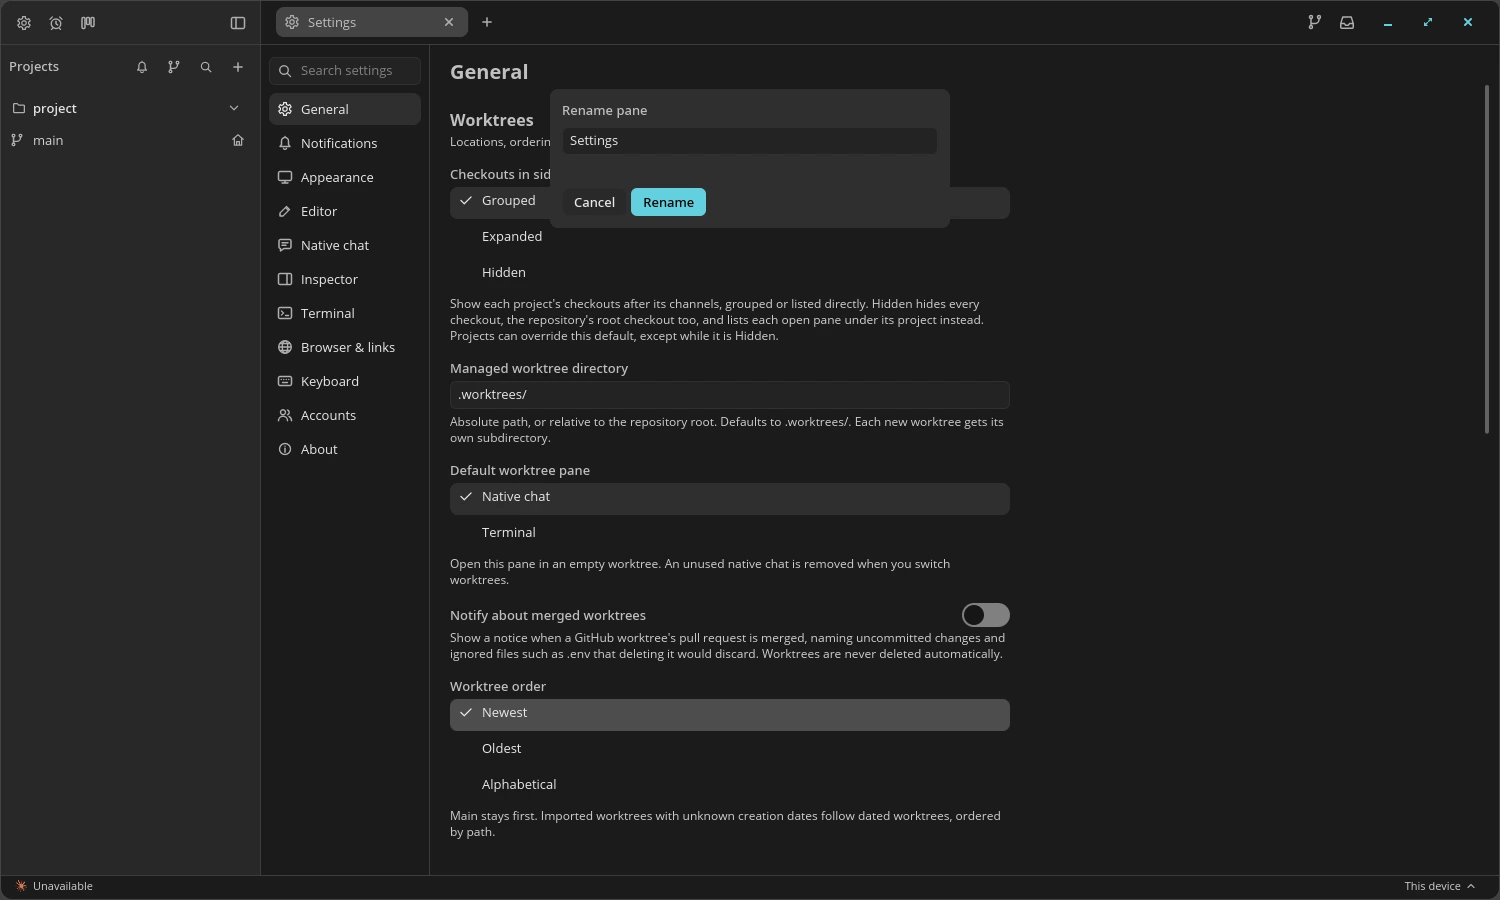 Settings
Projects
project
main
Search settings
General
Notifications
Appearance
Editor
Native chat
Inspector
Terminal
Browser & links
Keyboard
Accounts
About
General
Worktrees
Locations, orderin
Rename pane
Settings
Cancel
Rename
Checkouts in sid
Grouped
Expanded
Hidden
Show each project's checkouts after its channels, grouped or listed directly. Hidden hides every
checkout, the repository's root checkout too, and lists each open pane under its project instead.
Projects can override this default, except while it is Hidden.
Managed worktree directory
.worktrees/
Absolute path, or relative to the repository root. Defaults to .worktrees/. Each new worktree gets its
own subdirectory.
Default worktree pane
Native chat
Terminal
Open this pane in an empty worktree. An unused native chat is removed when you switch
worktrees.
Notify about merged worktrees
Show a notice when a GitHub worktree's pull request is merged, naming uncommitted changes and
ignored files such as .env that deleting it would discard. Worktrees are never deleted automatically.
Worktree order
Newest
Oldest
Alphabetical
Main stays first. Imported worktrees with unknown creation dates follow dated worktrees, ordered
by path.
Unavailable
This device